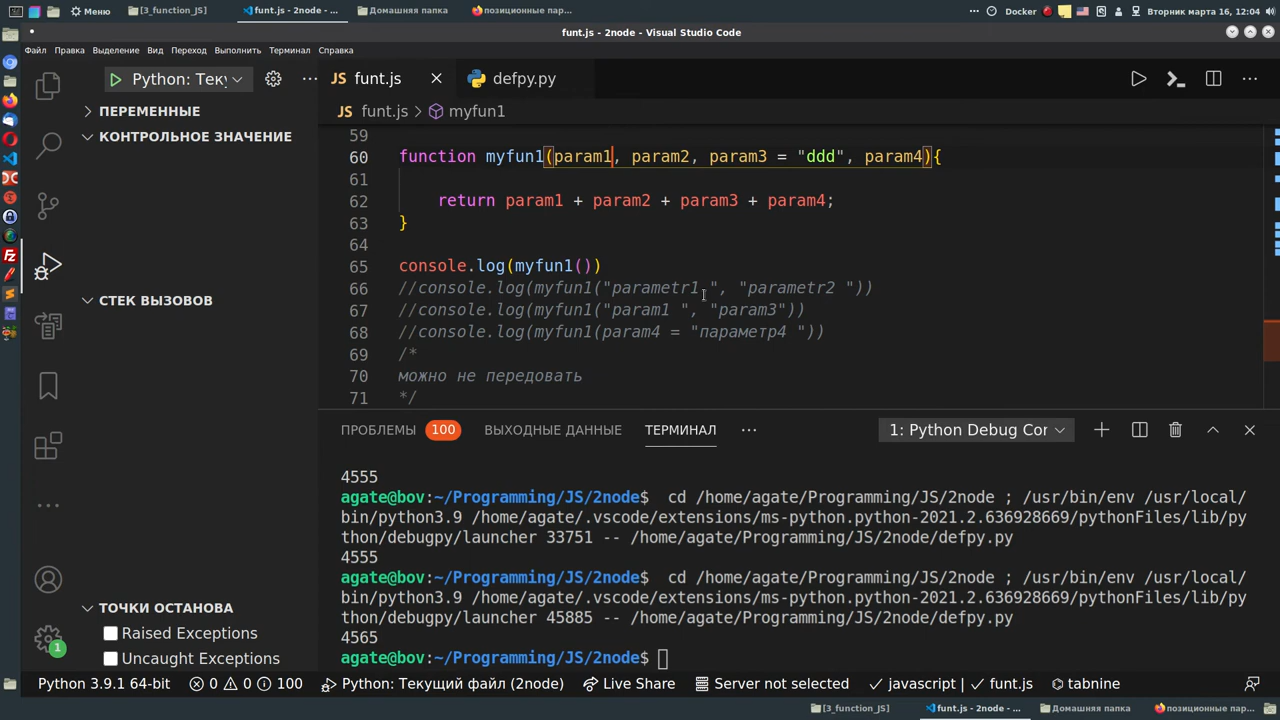 Меню
[3_function_JS]
funt.js - 2node - ...
Домашняя папка
позиционные пар...
Docker
Вторник марта 16, 12:04
funt.js - 2node - Visual Studio Code
Файл Правка Выделение Вид Переход Выполнить Терминал Справка
Python: Теку
funt.js
defpy.py
ПЕРЕМЕННЫЕ
funt.js > myfun1
КОНТРОЛЬНОЕ ЗНАЧЕНИЕ
59
60 function myfun1(param1, param2, param3 = "ddd", param4){
61
62 return param1 + param2 + param3 + param4;
63 }
64
65 console.log(myfun1())
66 //console.log(myfun1("parametr1 ", "parametr2 "))
67 //console.log(myfun1("param1 ", "param3"))
68 //console.log(myfun1(param4 = "параметр4 "))
69 /*
70 можно не передовать
71 */
СТЕК ВЫЗОВОВ
ПРОБЛЕМЫ 100 ВЫХОДНЫЕ ДАННЫЕ ТЕРМИНАЛ ... 1: Python Debug Cor
4555
agate@bov:~/Programming/JS/2node$ cd /home/agate/Programming/JS/2node ; /usr/bin/env /usr/local/
bin/python3.9 /home/agate/.vscode/extensions/ms-python.python-2021.2.636928669/pythonFiles/lib/py
thon/debugpy/launcher 33751 -- /home/agate/Programming/JS/2node/defpy.py
4555
agate@bov:~/Programming/JS/2node$ cd /home/agate/Programming/JS/2node ; /usr/bin/env /usr/local/
bin/python3.9 /home/agate/.vscode/extensions/ms-python.python-2021.2.636928669/pythonFiles/lib/py
thon/debugpy/launcher 45885 -- /home/agate/Programming/JS/2node/defpy.py
4565
agate@bov:~/Programming/JS/2node$
ТОЧКИ ОСТАНОВА
Raised Exceptions
Uncaught Exceptions
1
Python 3.9.1 64-bit 0 0 100 Python: Текущий файл (2node) Live Share Server not selected javascript | funt.js tabnine
[3_function_JS]
funt.js - 2node - ...
Домашняя папка
позиционные пар...